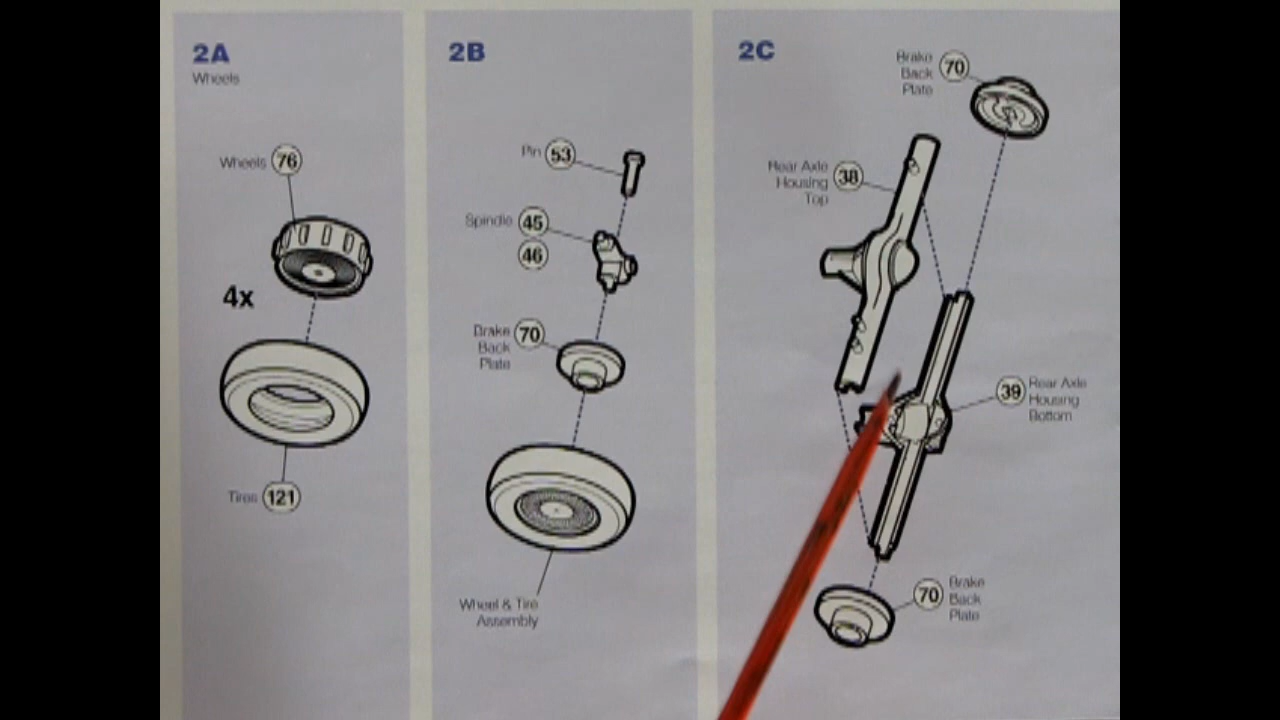 2A
Wheels
Wheels 76
4x
Tires 121
2B
Pin 53
Spindle 45
46
Brake 70
Back
Plate
Wheel & Tire
Assembly
2C
Brake 70
Back
Plate
Rear Axle 38
Housing
Top
39 Rear Axle
Housing
Bottom
70 Brake
Back
Plate